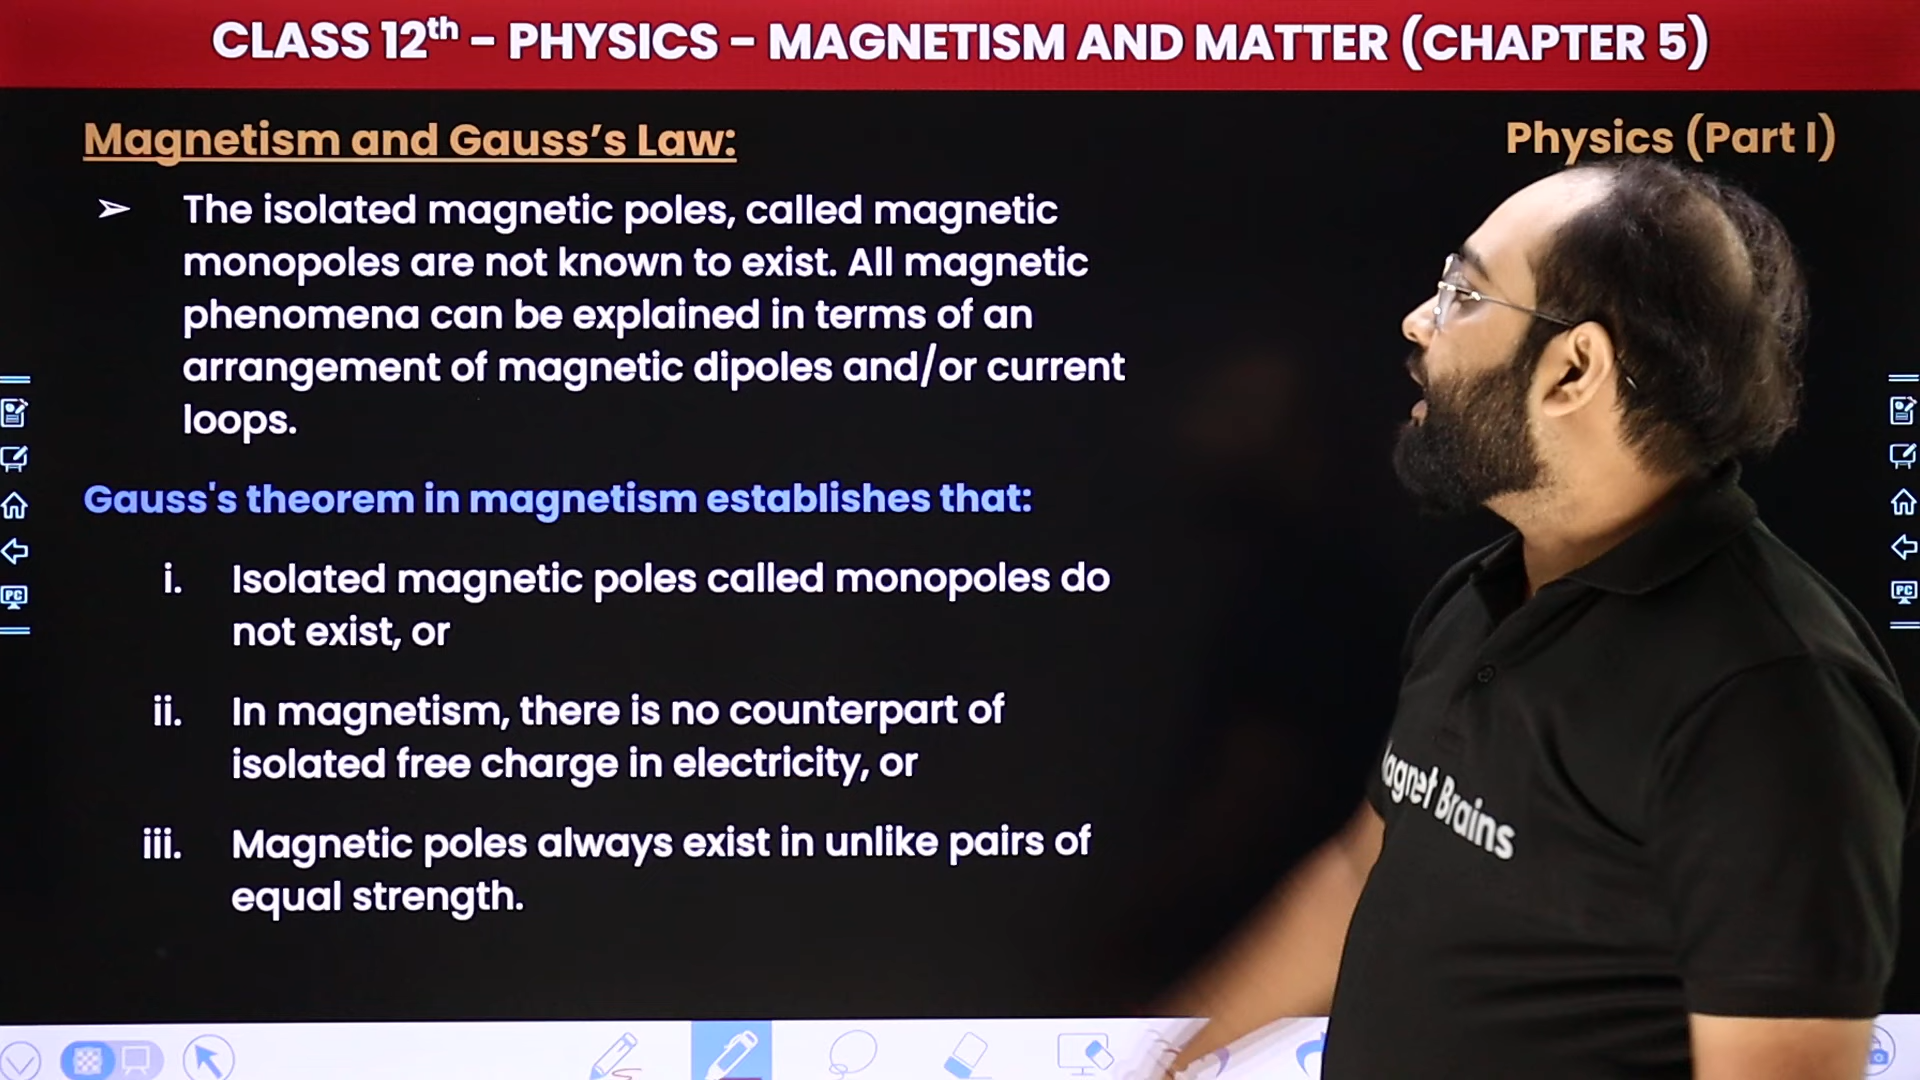 CLASS 12th - PHYSICS - MAGNETISM AND MATTER (CHAPTER 5)
Magnetism and Gauss’s Law:
Physics (Part I)
➢ The isolated magnetic poles, called magnetic
monopoles are not known to exist. All magnetic
phenomena can be explained in terms of an
arrangement of magnetic dipoles and/or current
loops.
Gauss's theorem in magnetism establishes that:
i. Isolated magnetic poles called monopoles do
not exist, or
ii. In magnetism, there is no counterpart of
isolated free charge in electricity, or
iii. Magnetic poles always exist in unlike pairs of
equal strength.
agnet Brains
PC
PC